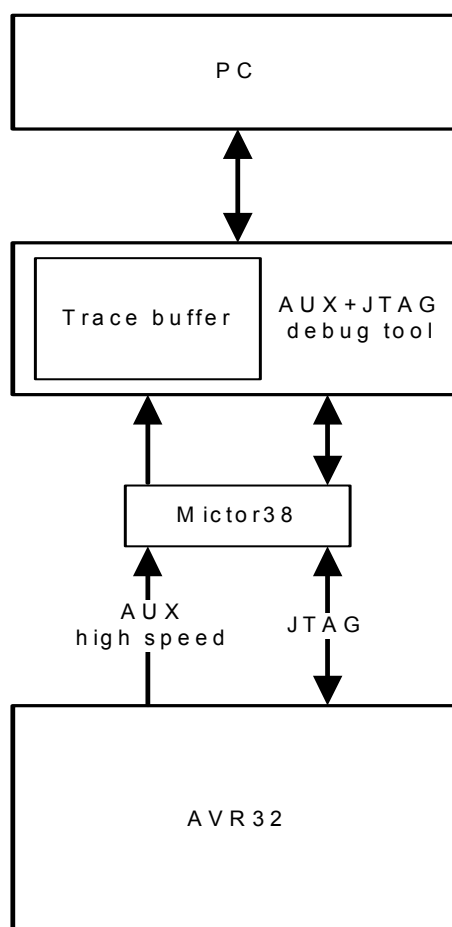 PC
Trace buffer
AUX+JTAG
debug tool
Mictor38
AUX
high speed
JTAG
AVR32